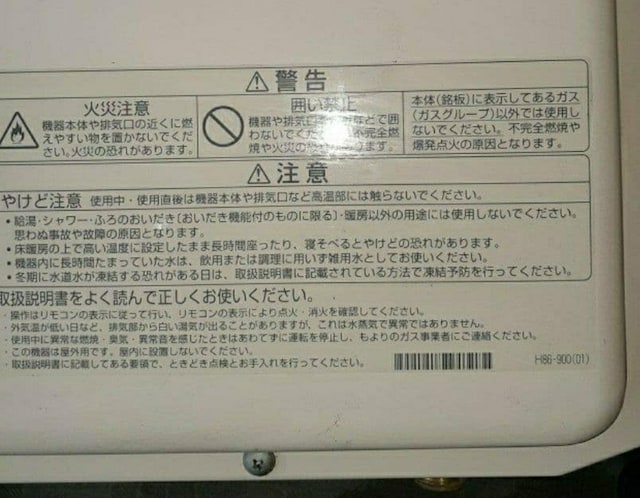 ⚠警告
火災注意
機器本体や排気口の近くに燃
えやすい物を置かないでくだ
さい。火災の恐れがあります。
囲い禁止
機器や排気口
などで囲
わないでくだ
不完全燃
焼や火災の
ます。
本体(銘板)に表示してあるガス
(ガスグループ)以外では使用し
ないでください。不完全燃焼や
爆発点火の原因となります。
⚠注意
やけど注意 使用中・使用直後は機器本体や排気口など高温部には触らないでください。
・給湯・シャワー・ふろのおいだき(おいだき機能付のものに限る)・暖房以外の用途には使用しないでください。
思わぬ事故や故障の原因となります。
・床暖房の上で高い温度に設定したまま長時間座ったり、寝そべるとやけどの恐れがあります。
・機器内に長時間たまっていた水は、飲用または調理に用いず雑用水としてお使いください。
・冬期に水道水が凍結する恐れがある日は、取扱説明書に記載されている方法で凍結予防を行ってください。
取扱説明書をよく読んで正しくお使いください。
・操作はリモコンの表示に従って行い、リモコンの表示により点火・消火を確認してください。
・外気温が低い日など、排気部から白い湯気が出ることがありますが、これは水蒸気で異常ではありません。
・使用中に異常な燃焼・臭気・異常音を感じたときはあわてずに運転を停止し、もよりのガス事業者にご連絡ください。
・この機器は屋外用です。屋内に設置しないでください。
・取扱説明書に記載してある要領で、ときどき点検とお手入れを行ってください。
H86-900(01)